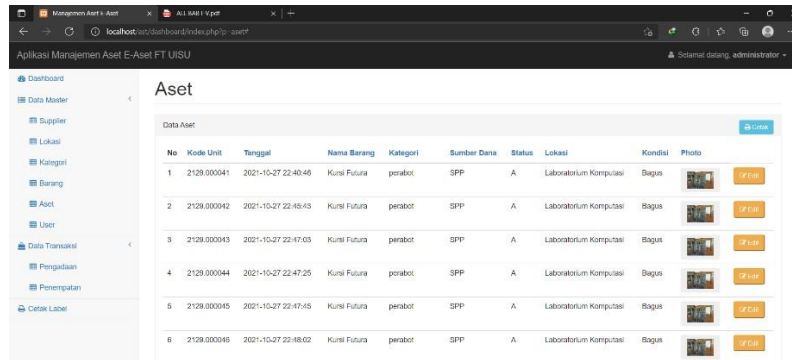 Manajemen Aset E-Aset
ALL BAB I-V.pdf
localhost/ast/dashboard/index.php?p=aset#
Aplikasi Manajemen Aset E-Aset FT UISU
Selamat datang, administrator
Dashboard
Data Master
Supplier
Lokasi
Kategori
Barang
Aset
User
Data Transaksi
Pengadaan
Penempatan
Cetak Label
Aset
Data Aset
Cetak
No Kode Unit Tanggal Nama Barang Kategori Sumber Dana Status Lokasi Kondisi Photo
1 2129.000041 2021-10-27 22:40:46 Kursi Futura perabot SPP A Laboratorium Komputasi Bagus Edit
2 2129.000042 2021-10-27 22:45:43 Kursi Futura perabot SPP A Laboratorium Komputasi Bagus Edit
3 2129.000043 2021-10-27 22:47:03 Kursi Futura perabot SPP A Laboratorium Komputasi Bagus Edit
4 2129.000044 2021-10-27 22:47:25 Kursi Futura perabot SPP A Laboratorium Komputasi Bagus Edit
5 2129.000045 2021-10-27 22:47:45 Kursi Futura perabot SPP A Laboratorium Komputasi Bagus Edit
6 2129.000046 2021-10-27 22:48:02 Kursi Futura perabot SPP A Laboratorium Komputasi Bagus Edit